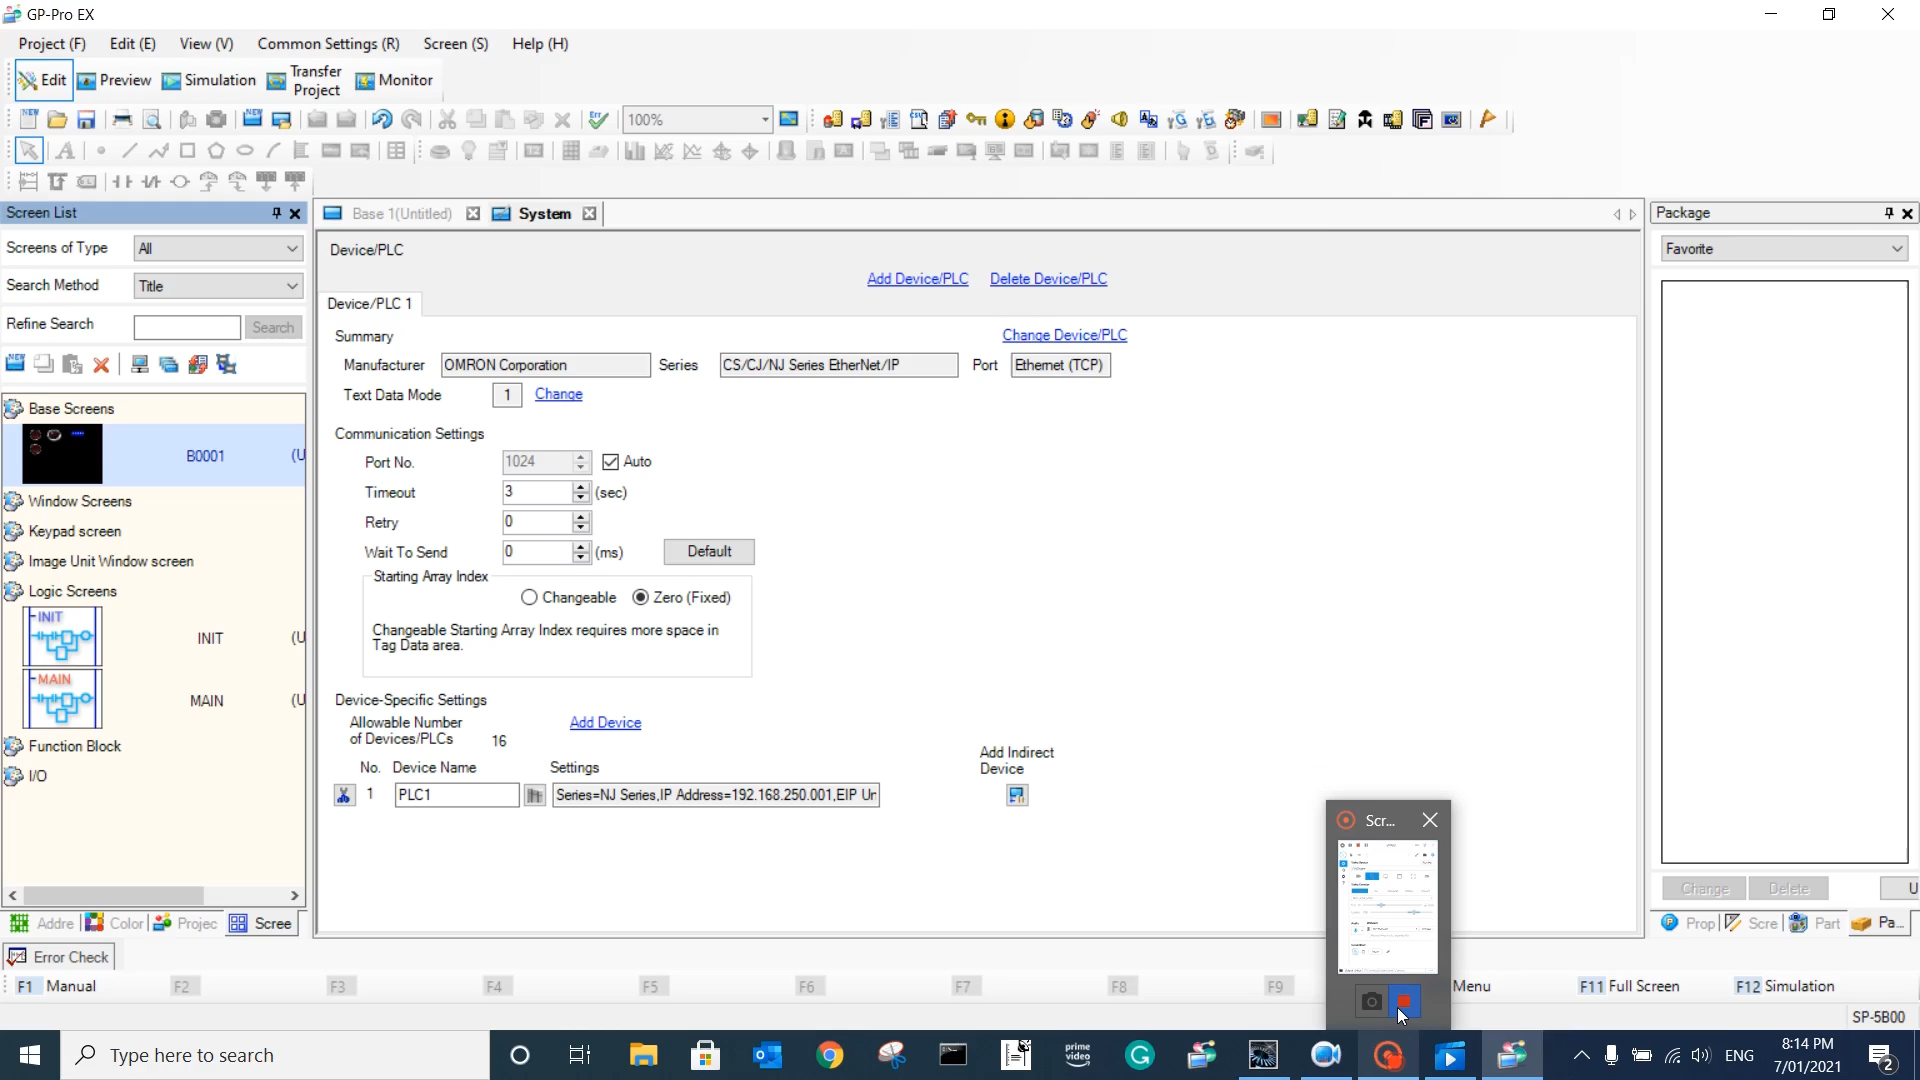 GP-Pro EX
Project (F) Edit (E) View (V) Common Settings (R) Screen (S) Help (H)
Edit Preview Simulation Transfer Project Monitor
100%
Screen List
Base 1(Untitled) System
Package
Screens of Type All
Device/PLC
Favorite
Search Method Title
Add Device/PLC Delete Device/PLC
Device/PLC 1
Refine Search Search
Summary Change Device/PLC
Manufacturer OMRON Corporation Series CS/CJ/NJ Series EtherNet/IP Port Ethernet (TCP)
Text Data Mode 1 Change
Base Screens
Communication Settings
B0001 (U
Port No. 1024 Auto
Timeout 3 (sec)
Window Screens
Retry 0
Keypad screen
Wait To Send 0 (ms) Default
Image Unit Window screen
Starting Array Index
Changeable Zero (Fixed)
Logic Screens
INIT INIT (U
Changeable Starting Array Index requires more space in
Tag Data area.
MAIN MAIN (U
Device-Specific Settings
Allowable Number
of Devices/PLCs 16 Add Device
Function Block
Add Indirect
Device
No. Device Name Settings
I/O
1 PLC1 Series=NJ Series,IP Address=192.168.250.001,EIP Un
Scr...
Change Delete U
Addre Color Projec Scree
Prop Scre Part Pa...
Error Check
F1 Manual F2 F3 F4 F5 F6 F7 F8 F9 Menu F11 Full Screen F12 Simulation
SP-5B00
Type here to search
prime video
ENG
8:14 PM
7/01/2021
2